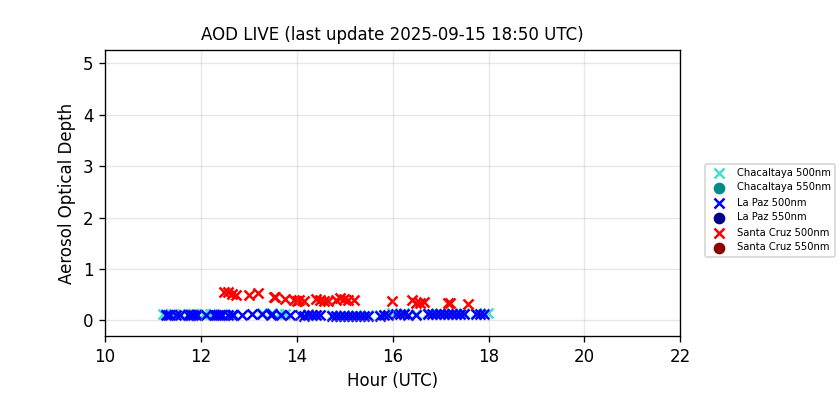 AOD LIVE (last update 2025-09-15 18:50 UTC)
Aerosol Optical Depth
5
4
3
2
1
0
10 12 14 16 18 20 22
Hour (UTC)
Chacaltaya 500nm
Chacaltaya 550nm
La Paz 500nm
La Paz 550nm
Santa Cruz 500nm
Santa Cruz 550nm